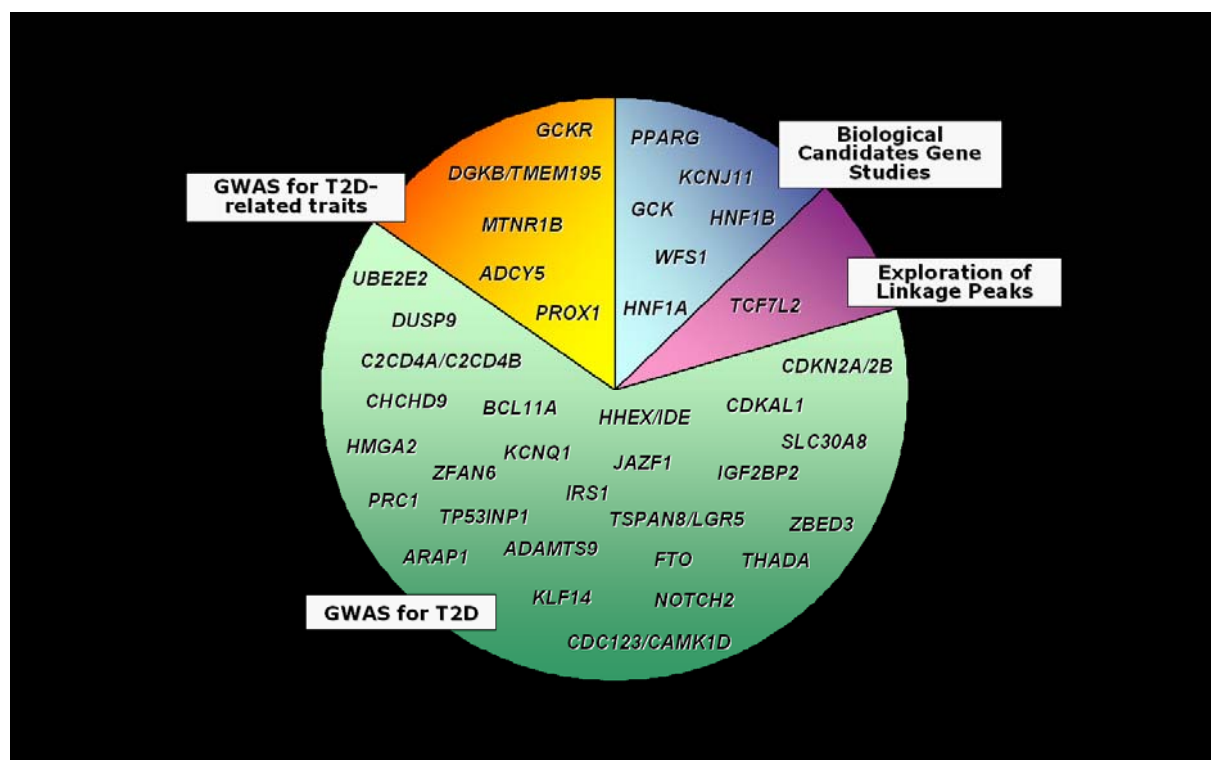 GCKR
DGKB/TMEM195
MTNR1B
ADCY5
PROX1
GWAS for T2D-
related traits
PPARG
KCNJ11
GCK
HNF1B
WFS1
HNF1A
Biological
Candidates Gene
Studies
TCF7L2
Exploration of
Linkage Peaks
UBE2E2
DUSP9
C2CD4A/C2CD4B
CDKN2A/2B
CHCHD9
BCL11A
HHEX/IDE
CDKAL1
HMGA2
KCNQ1
JAZF1
SLC30A8
ZFAN6
IGF2BP2
PRC1
IRS1
TP53INP1
TSPAN8/LGR5
ZBED3
ARAP1
ADAMTS9
FTO
THADA
KLF14
NOTCH2
GWAS for T2D
CDC123/CAMK1D